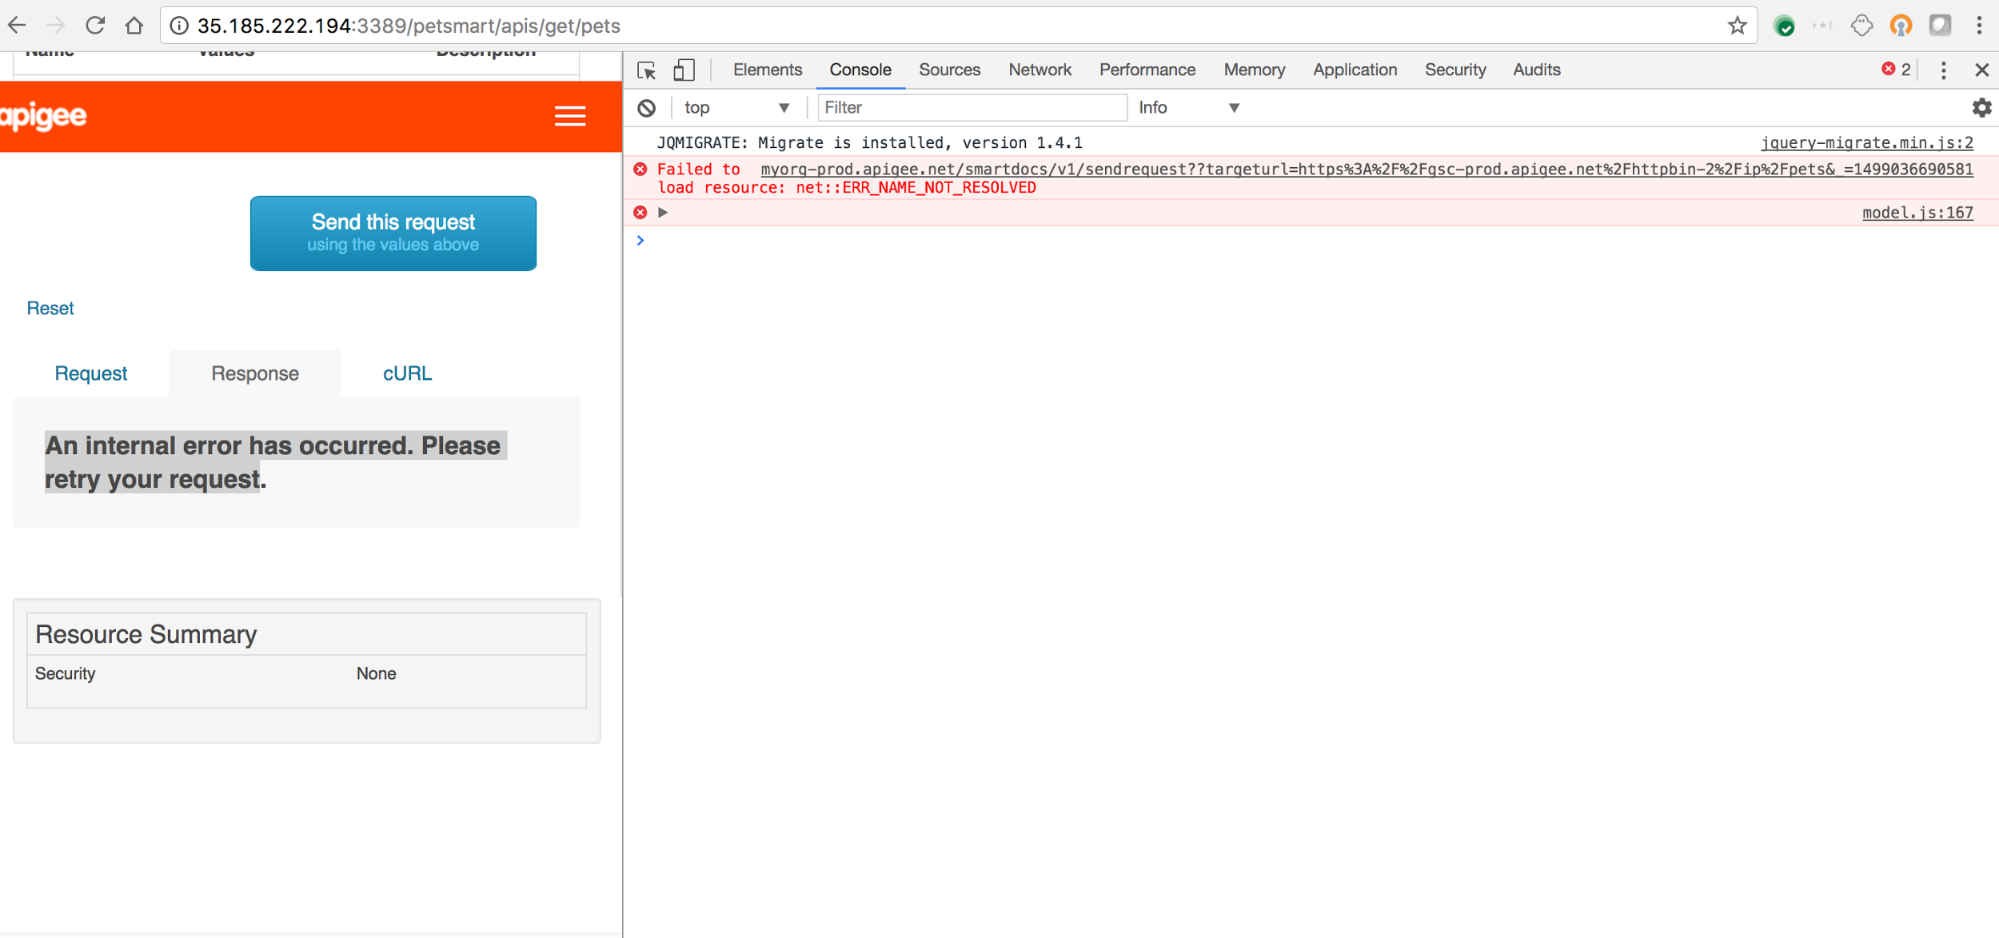 35.185.222.194:3389/petsmart/apis/get/pets
Name Values Description
apigee
Send this request
using the values above
Reset
Request Response cURL
An internal error has occurred. Please
retry your request.
Resource Summary
Security None
Elements Console Sources Network Performance Memory Application Security Audits 2
top Filter Info
JQMIGRATE: Migrate is installed, version 1.4.1 jquery-migrate.min.js:2
Failed to myorg-prod.apigee.net/smartdocs/v1/sendrequest??targeturl=https%3A%2F%2Fgsc-prod.apigee.net%2Fhttpbin-2%2Fip%2Fpets&_=1499036690581
load resource: net::ERR_NAME_NOT_RESOLVED
model.js:167